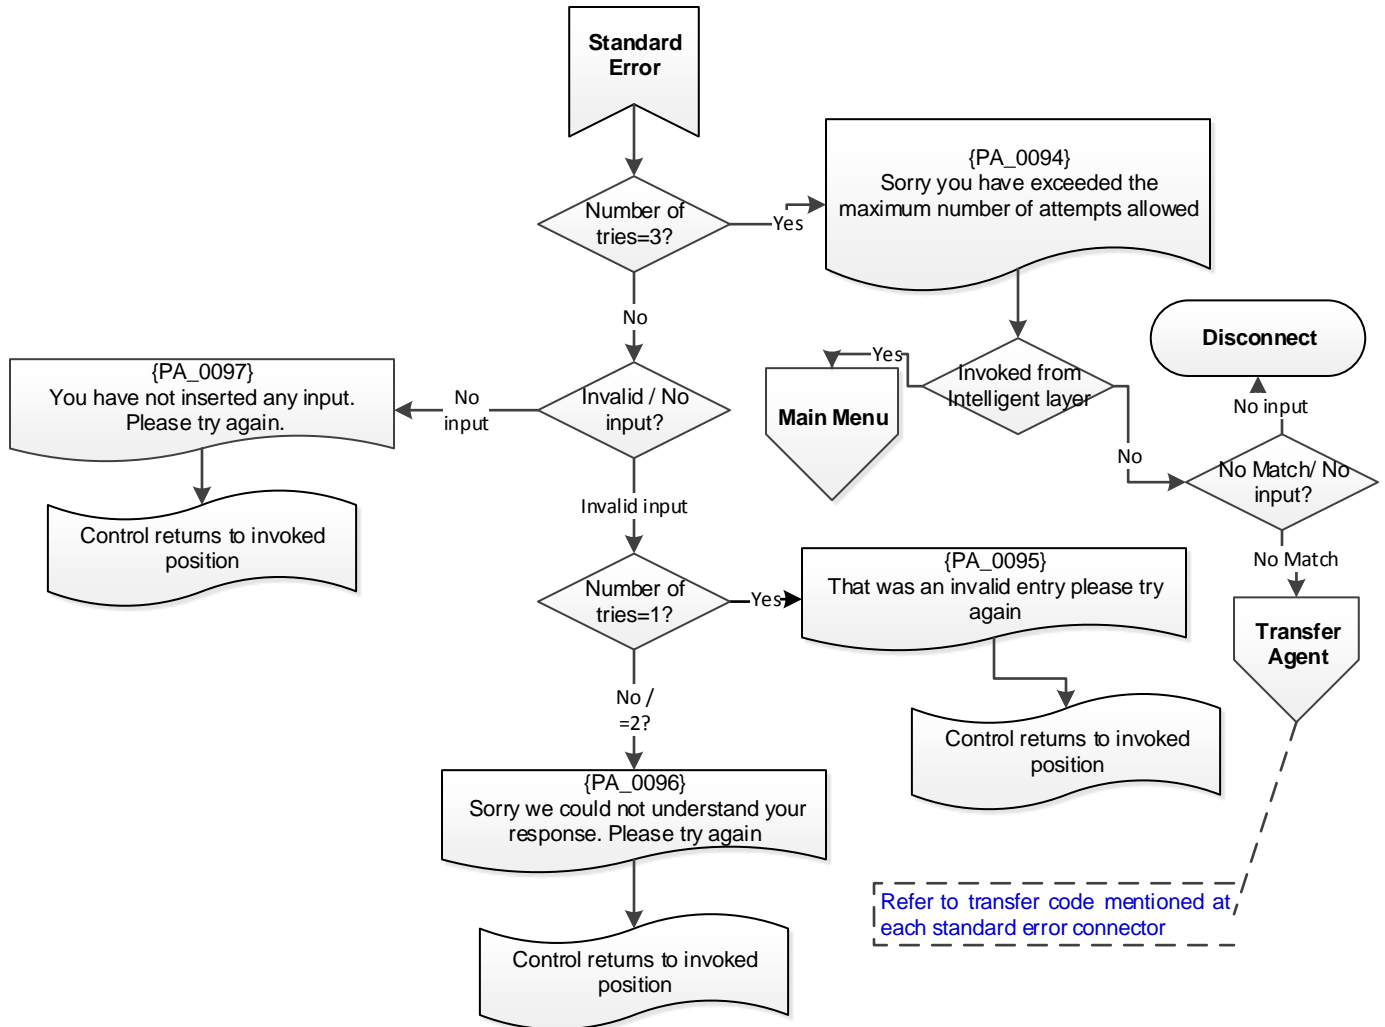 Standard
Error
Number of
tries=3?
Yes
{PA_0094}
Sorry you have exceeded the
maximum number of attempts allowed
No
Invoked from
Intelligent layer
Yes
Main Menu
No
Disconnect
No input
No Match/ No
input?
No Match
Transfer
Agent
Invalid / No
input?
No
input
{PA_0097}
You have not inserted any input.
Please try again.
Control returns to invoked
position
Invalid input
Number of
tries=1?
Yes
{PA_0095}
That was an invalid entry please try
again
Control returns to invoked
position
No /
=2?
{PA_0096}
Sorry we could not understand your
response. Please try again
Control returns to invoked
position
Refer to transfer code mentioned at
each standard error connector